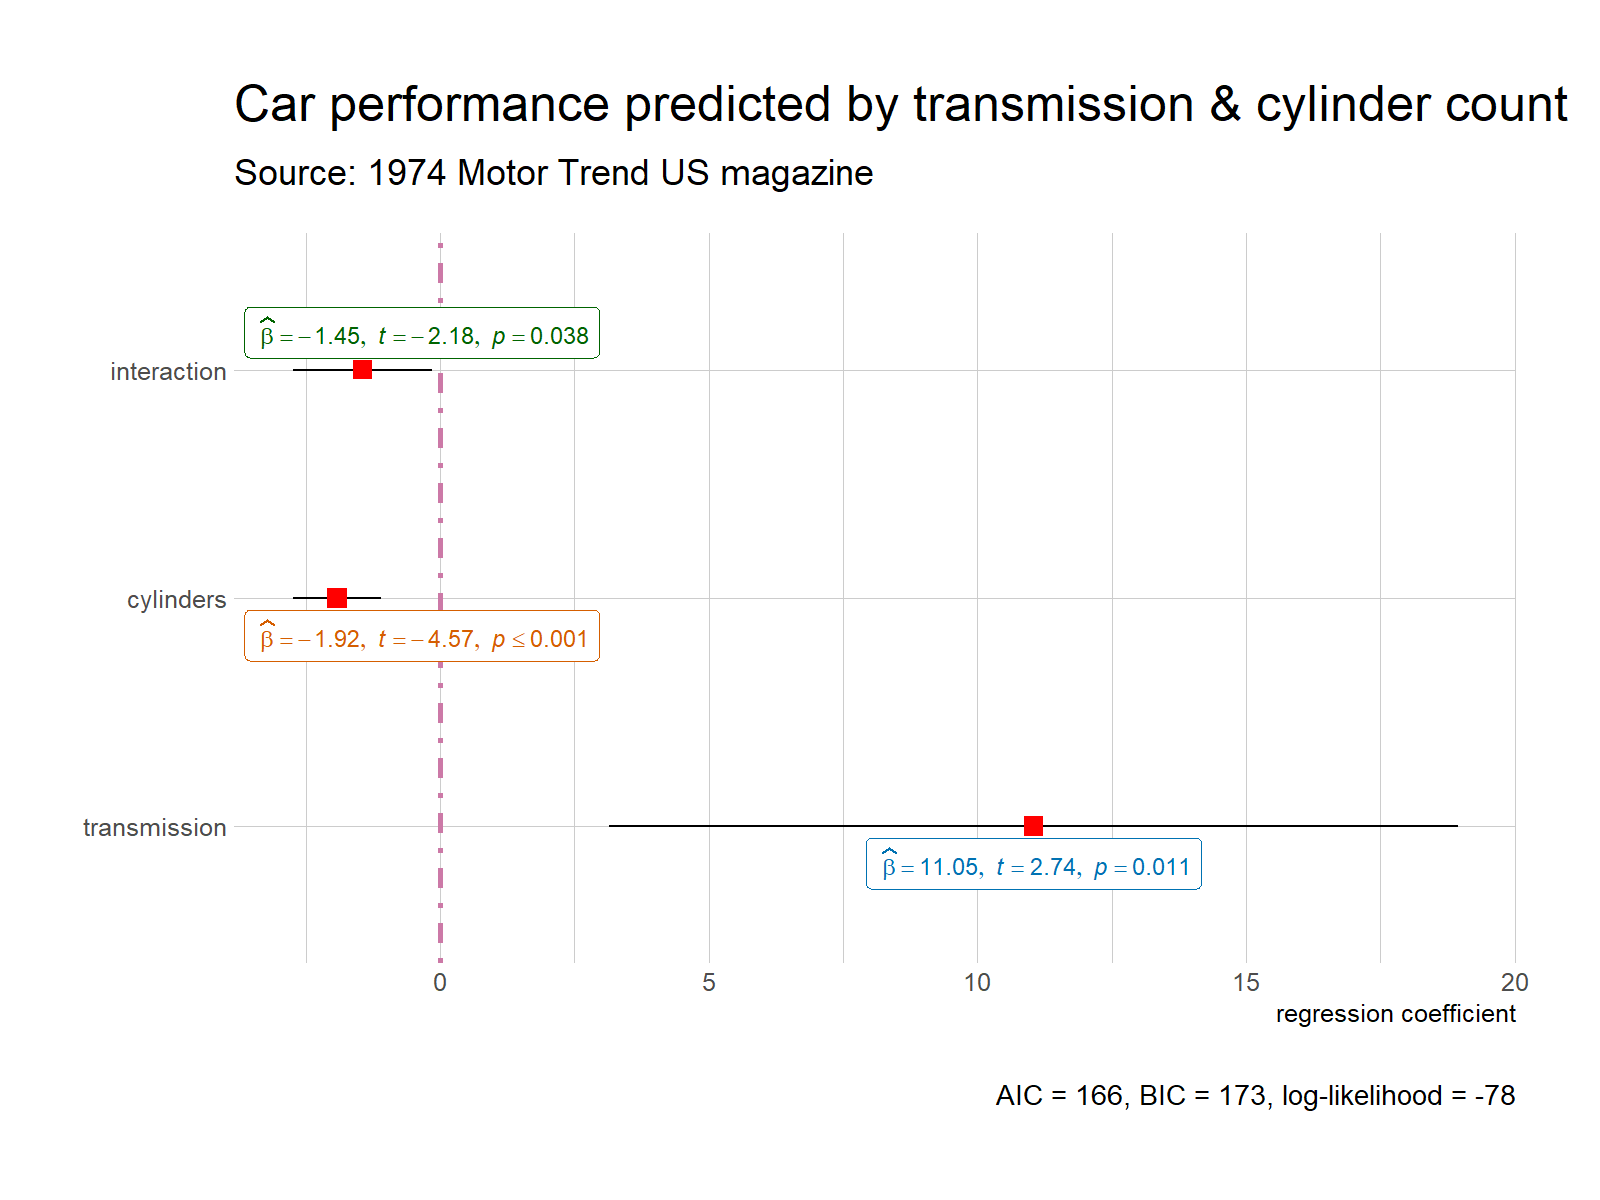 Car performance predicted by transmission & cylinder count
Source: 1974 Motor Trend US magazine
β̂ = −1.45, t = −2.18, p = 0.038
interaction
cylinders
β̂ = −1.92, t = −4.57, p ≤ 0.001
transmission
β̂ = 11.05, t = 2.74, p = 0.011
0 5 10 15 20
regression coefficient
AIC = 166, BIC = 173, log-likelihood = -78